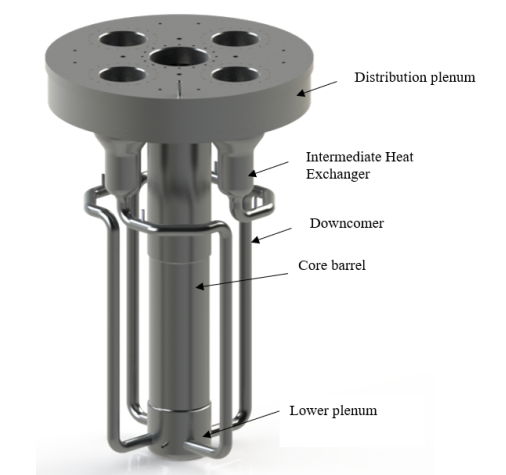 Distribution plenum
Intermediate Heat
Exchanger
Downcomer
Core barrel
Lower plenum